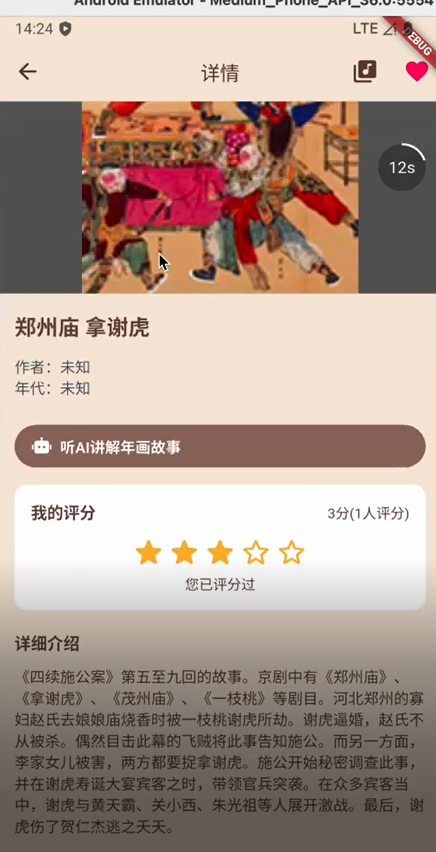 Android Emulator - Medium_Phone_API_36.0:5554
14:24
LTE
DEBUG
详情
12s
郑州庙 拿谢虎
作者：未知
年代：未知
听AI讲解年画故事
我的评分
3分(1人评分)
您已评分过
详细介绍
《四续施公案》第五至九回的故事。京剧中有《郑州庙》、
《拿谢虎》、《茂州庙》、《一枝桃》等剧目。河北郑州的寡
妇赵氏去娘娘庙烧香时被一枝桃谢虎所劫。谢虎逼婚，赵氏不
从被杀。偶然目击此幕的飞贼将此事告知施公。而另一方面，
李家女儿被害，两方都要捉拿谢虎。施公开始秘密调查此事，
并在谢虎寿诞大宴宾客之时，带领官兵突袭。在众多宾客当
中，谢虎与黄天霸、关小西、朱光祖等人展开激战。最后，谢
虎伤了贺仁杰逃之夭夭。